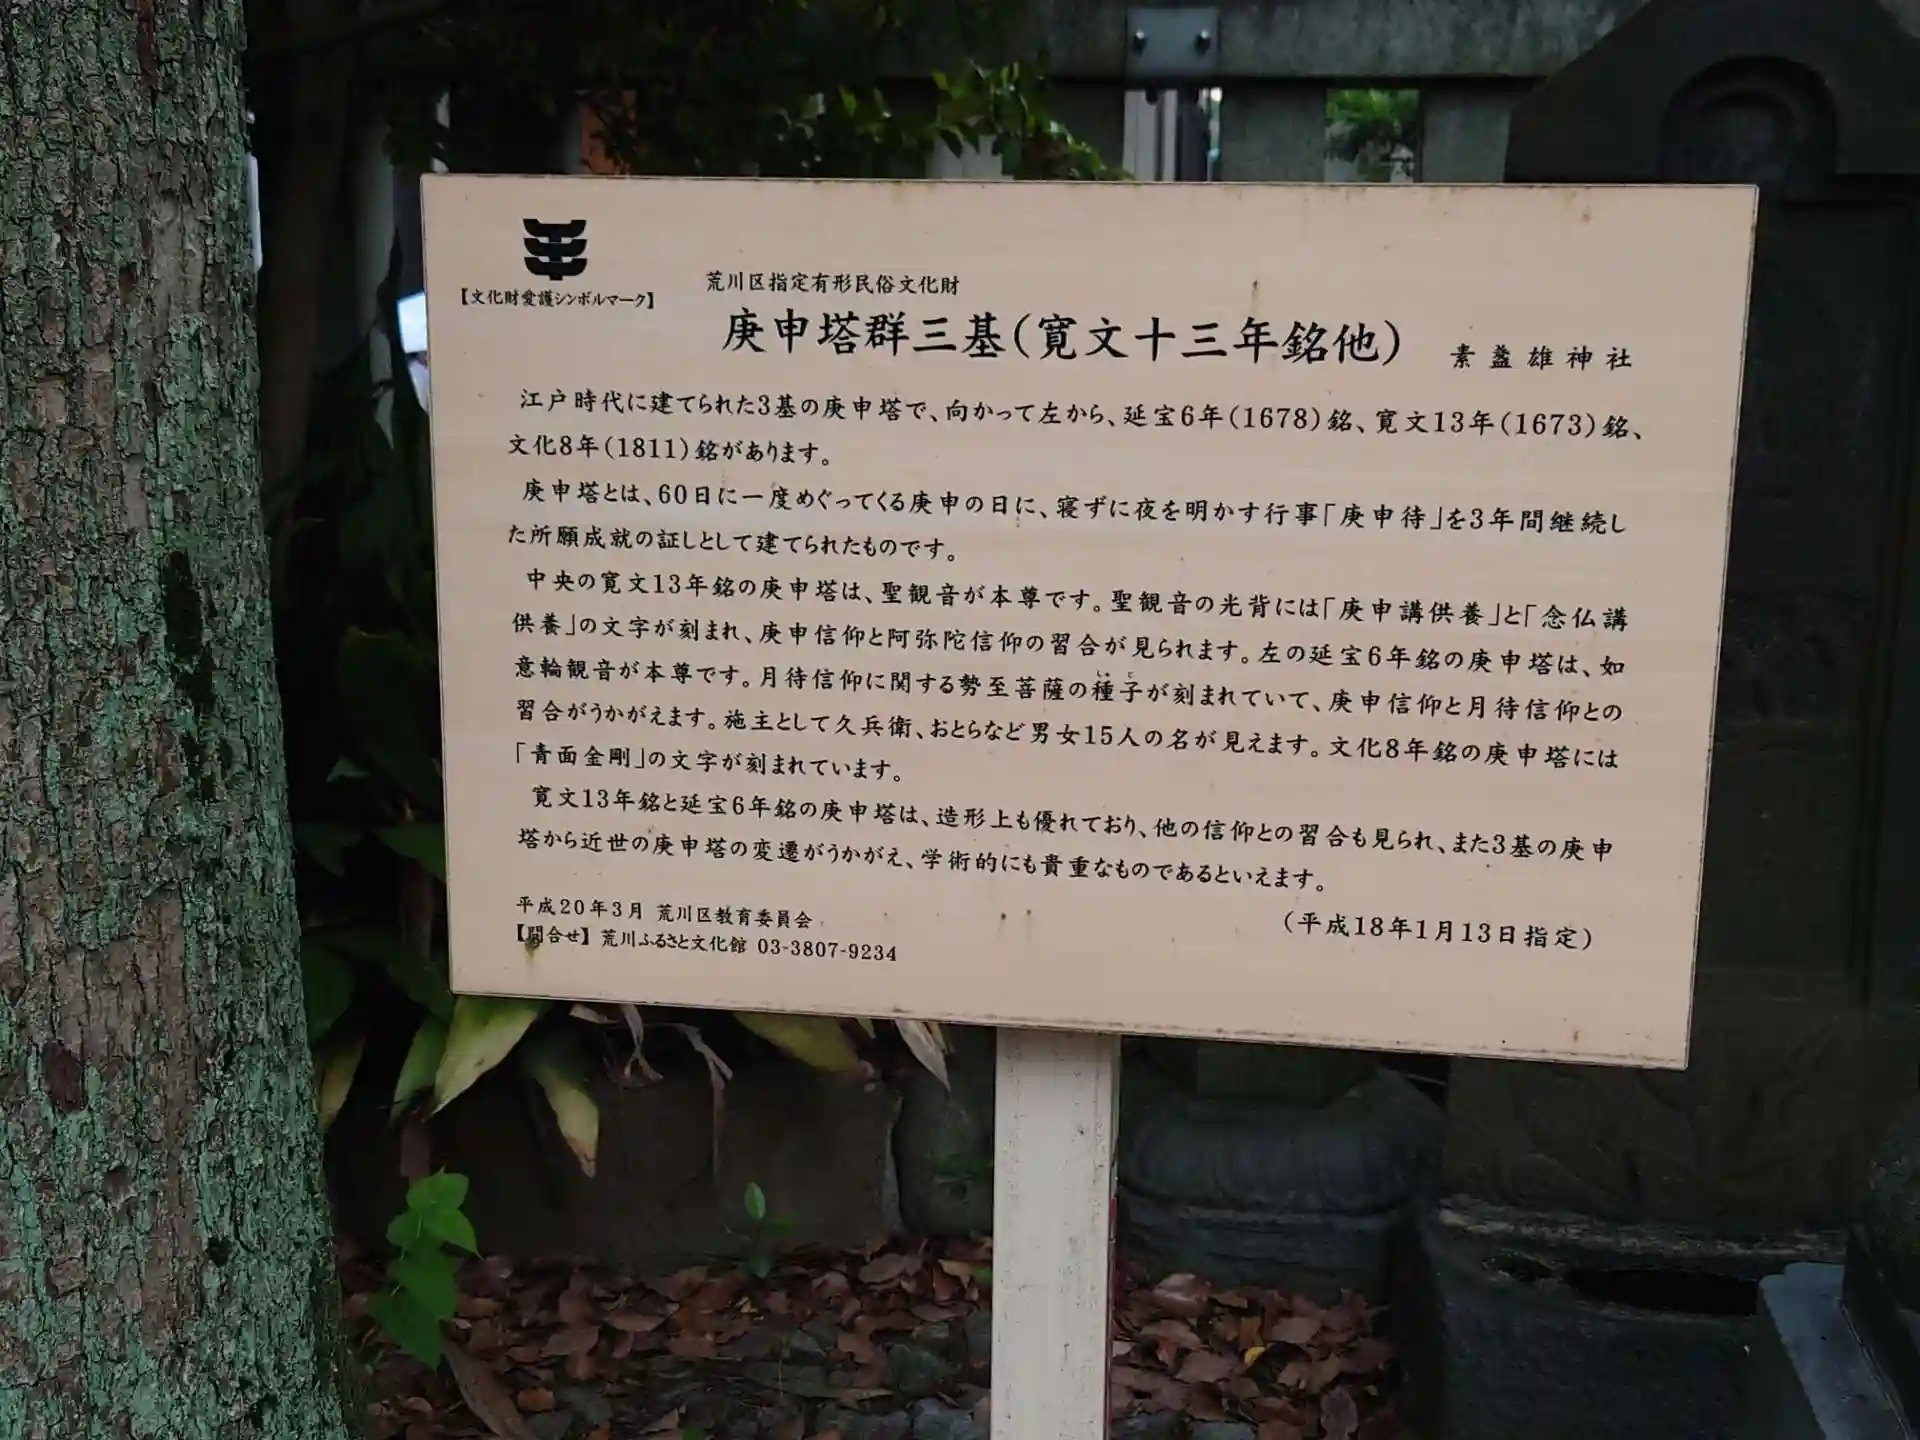 【文化財愛護シンボルマーク】
荒川区指定有形民俗文化財
庚申塔群三基(寛文十三年銘他) 素盞雄神社
江戸時代に建てられた3基の庚申塔で、向かって左から、延宝6年(1678)銘、寛文13年(1673)銘、
文化8年(1811)銘があります。
庚申塔とは、60日に一度めぐってくる庚申の日に、寝ずに夜を明かす行事「庚申待」を3年間継続し
た所願成就の証しとして建てられたものです。
中央の寛文13年銘の庚申塔は、聖観音が本尊です。聖観音の光背には「庚申講供養」と「念仏講
供養」の文字が刻まれ、庚申信仰と阿弥陀信仰の習合が見られます。左の延宝6年銘の庚申塔は、如
意輪観音が本尊です。月待信仰に関する勢至菩薩の種子が刻まれていて、庚申信仰と月待信仰との
習合がうかがえます。施主として久兵衛、おとらなど男女15人の名が見えます。文化8年銘の庚申塔には
「青面金剛」の文字が刻まれています。
寛文13年銘と延宝6年銘の庚申塔は、造形上も優れており、他の信仰との習合も見られ、また3基の庚申
塔から近世の庚申塔の変遷がうかがえ、学術的にも貴重なものであるといえます。
(平成18年1月13日指定)
平成20年3月 荒川区教育委員会
【問合せ】荒川ふるさと文化館 03-3807-9234